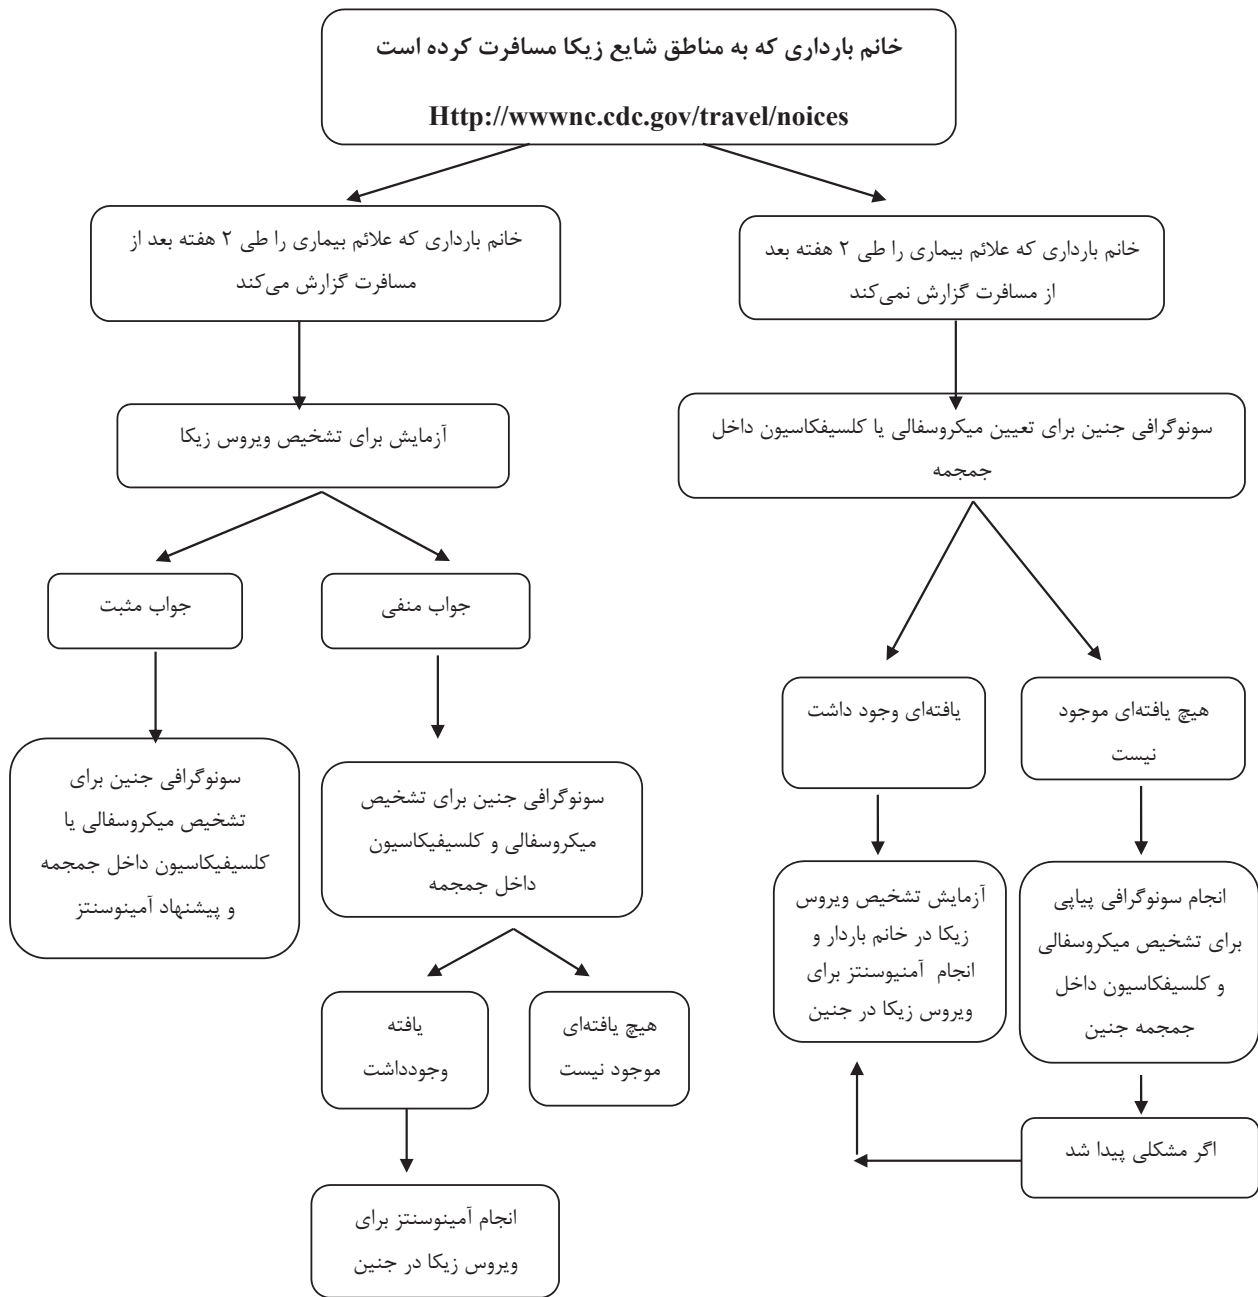 خانم بارداری که به مناطق شایع زیکا مسافرت کرده است
Http://wwwnc.cdc.gov/travel/noices
خانم بارداری که علائم بیماری را طی ۲ هفته بعد
از مسافرت گزارش نمی‌کند
خانم بارداری که علائم بیماری را طی ۲ هفته بعد از
مسافرت گزارش می‌کند
سونوگرافی جنین برای تعیین میکروسفالی یا کلسیفکاسیون داخل
جمجمه
آزمایش برای تشخیص ویروس زیکا
هیچ یافته‌ای موجود
نیست
یافته‌ای وجود داشت
جواب منفی
جواب مثبت
انجام سونوگرافی پیاپی
برای تشخیص میکروسفالی
و کلسیفکاسیون داخل
جمجمه جنین
آزمایش تشخیص ویروس
زیکا در خانم باردار و
انجام آمنیوسنتز برای
ویروس زیکا در جنین
سونوگرافی جنین برای تشخیص
میکروسفالی و کلسیفیکاسیون
داخل جمجمه
سونوگرافی جنین برای
تشخیص میکروسفالی یا
کلسیفیکاسیون داخل جمجمه
و پیشنهاد آمینوسنتز
اگر مشکلی پیدا شد
هیچ یافته‌ای
موجود نیست
یافته
وجودداشت
انجام آمینوسنتز برای
ویروس زیکا در جنین